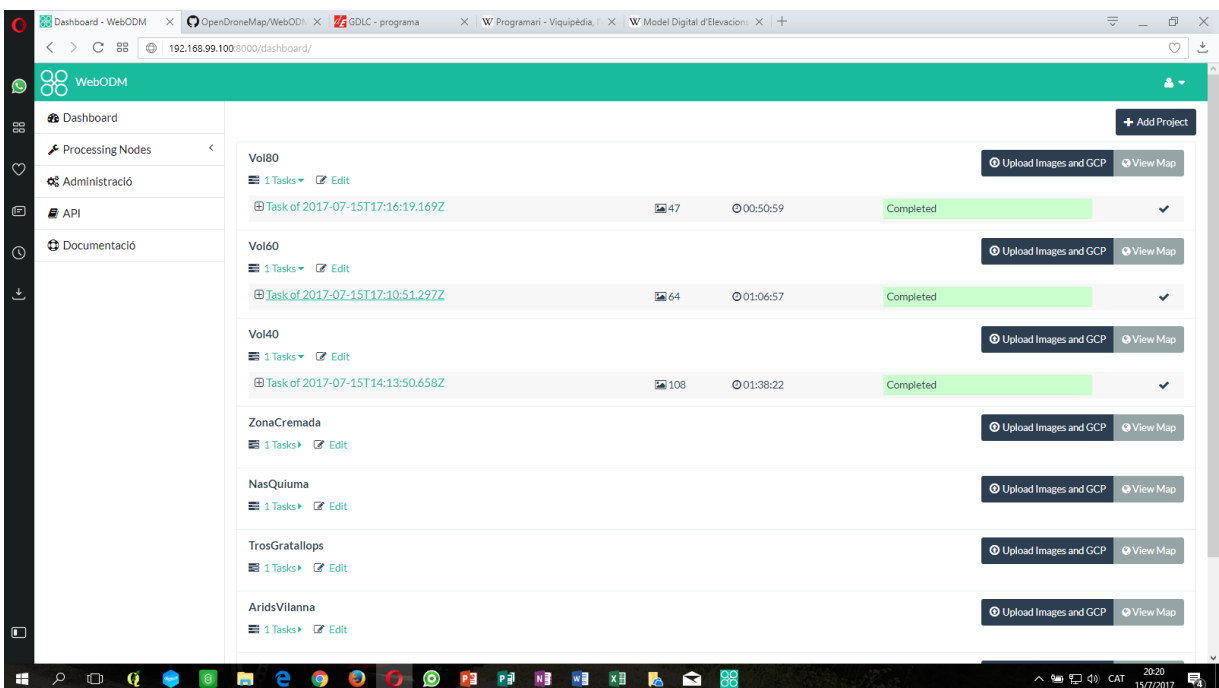 Dashboard - WebODM
OpenDroneMap/WebODM
GDLC - programa
Programari - Viquipèdia, l
Model Digital d'Elevacions
192.168.99.100:8000/dashboard/
WebODM
Dashboard
Processing Nodes
Administració
API
Documentació
Add Project
Vol80
Upload Images and GCP View Map
1 Tasks Edit
Task of 2017-07-15T17:16:19.169Z 47 00:50:59 Completed
Vol60
Upload Images and GCP View Map
1 Tasks Edit
Task of 2017-07-15T17:10:51.297Z 64 01:06:57 Completed
Vol40
Upload Images and GCP View Map
1 Tasks Edit
Task of 2017-07-15T14:13:50.658Z 108 01:38:22 Completed
ZonaCremada
Upload Images and GCP View Map
1 Tasks Edit
NasQuiuma
Upload Images and GCP View Map
1 Tasks Edit
TrosGratallops
Upload Images and GCP View Map
1 Tasks Edit
AridsVilanna
Upload Images and GCP View Map
1 Tasks Edit
CAT
20:20
15/7/2017